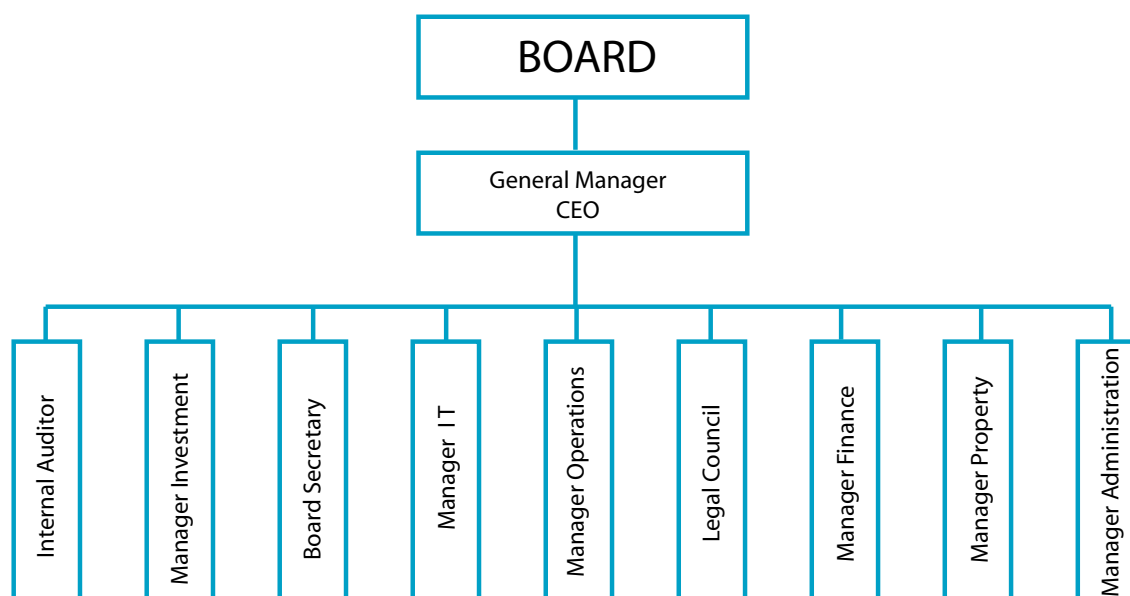 BOARD
General Manager
CEO
Internal Auditor
Manager Investment
Board Secretary
Manager IT
Manager Operations
Legal Council
Manager Finance
Manager Property
Manager Administration